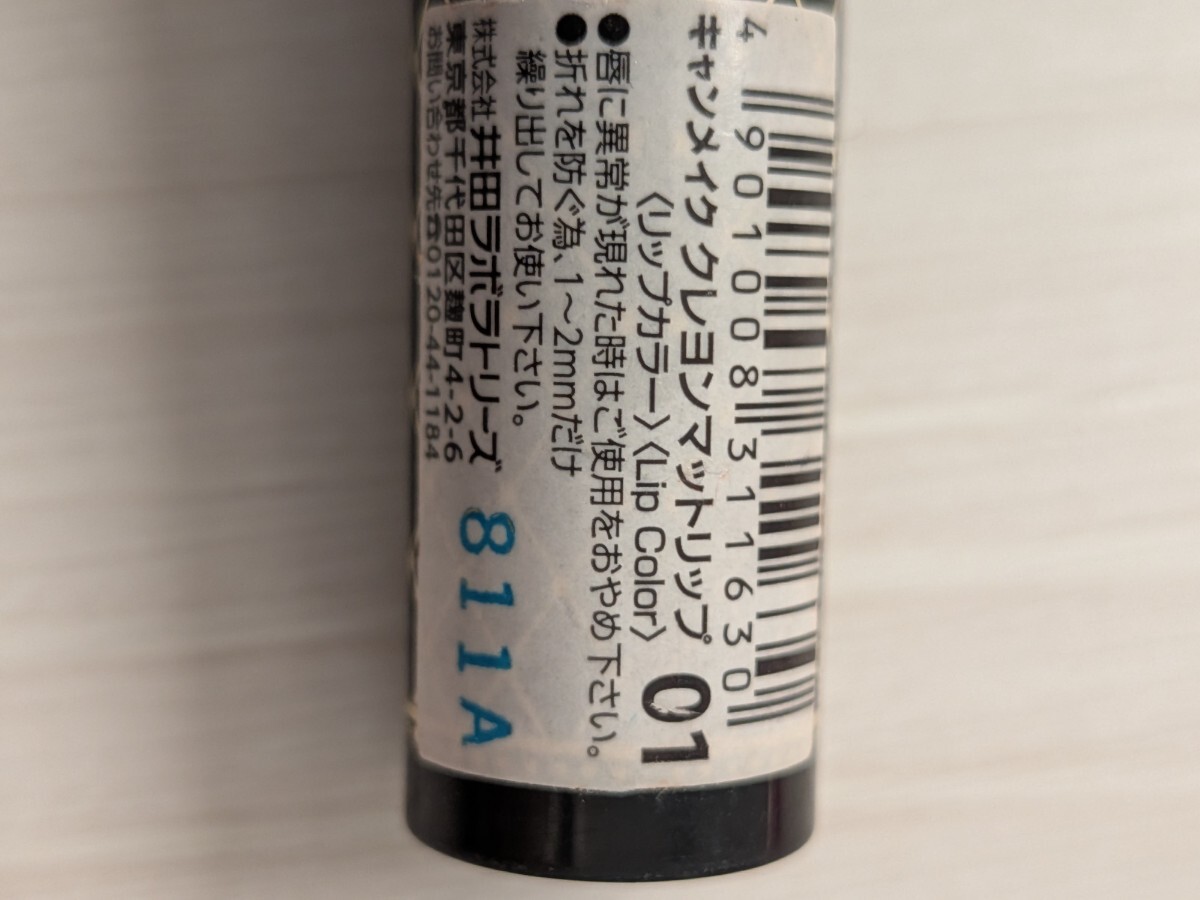 4 901008 311630
キャンメイク クレヨンマットリップ 01
〈リップカラー〉〈Lip Color〉
●唇に異常が現れた時はご使用をおやめ下さい。
●折れを防ぐ為、1〜2mmだけ
繰り出してお使い下さい。
株式会社 井田ラボラトリーズ
東京都千代田区麹町4-2-6
お問い合わせ先☎0120-44-1184
811A